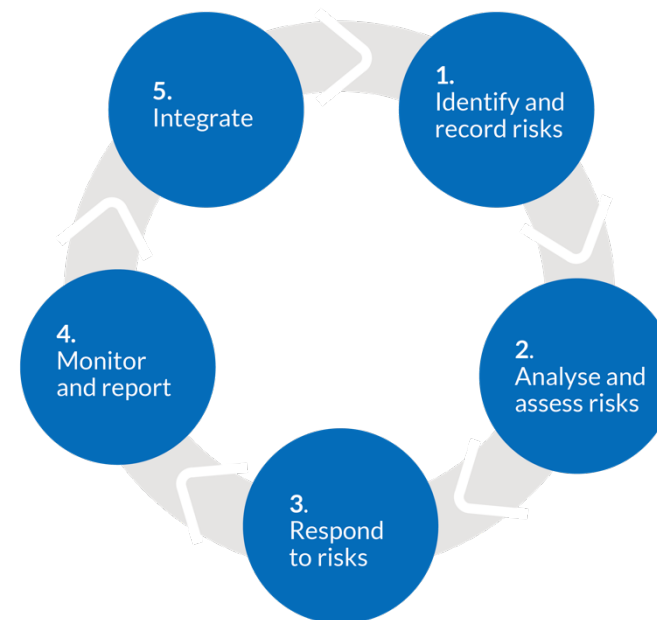 1.
Identify and
record risks
2.
Analyse and
assess risks
3.
Respond
to risks
4.
Monitor
and report
5.
Integrate